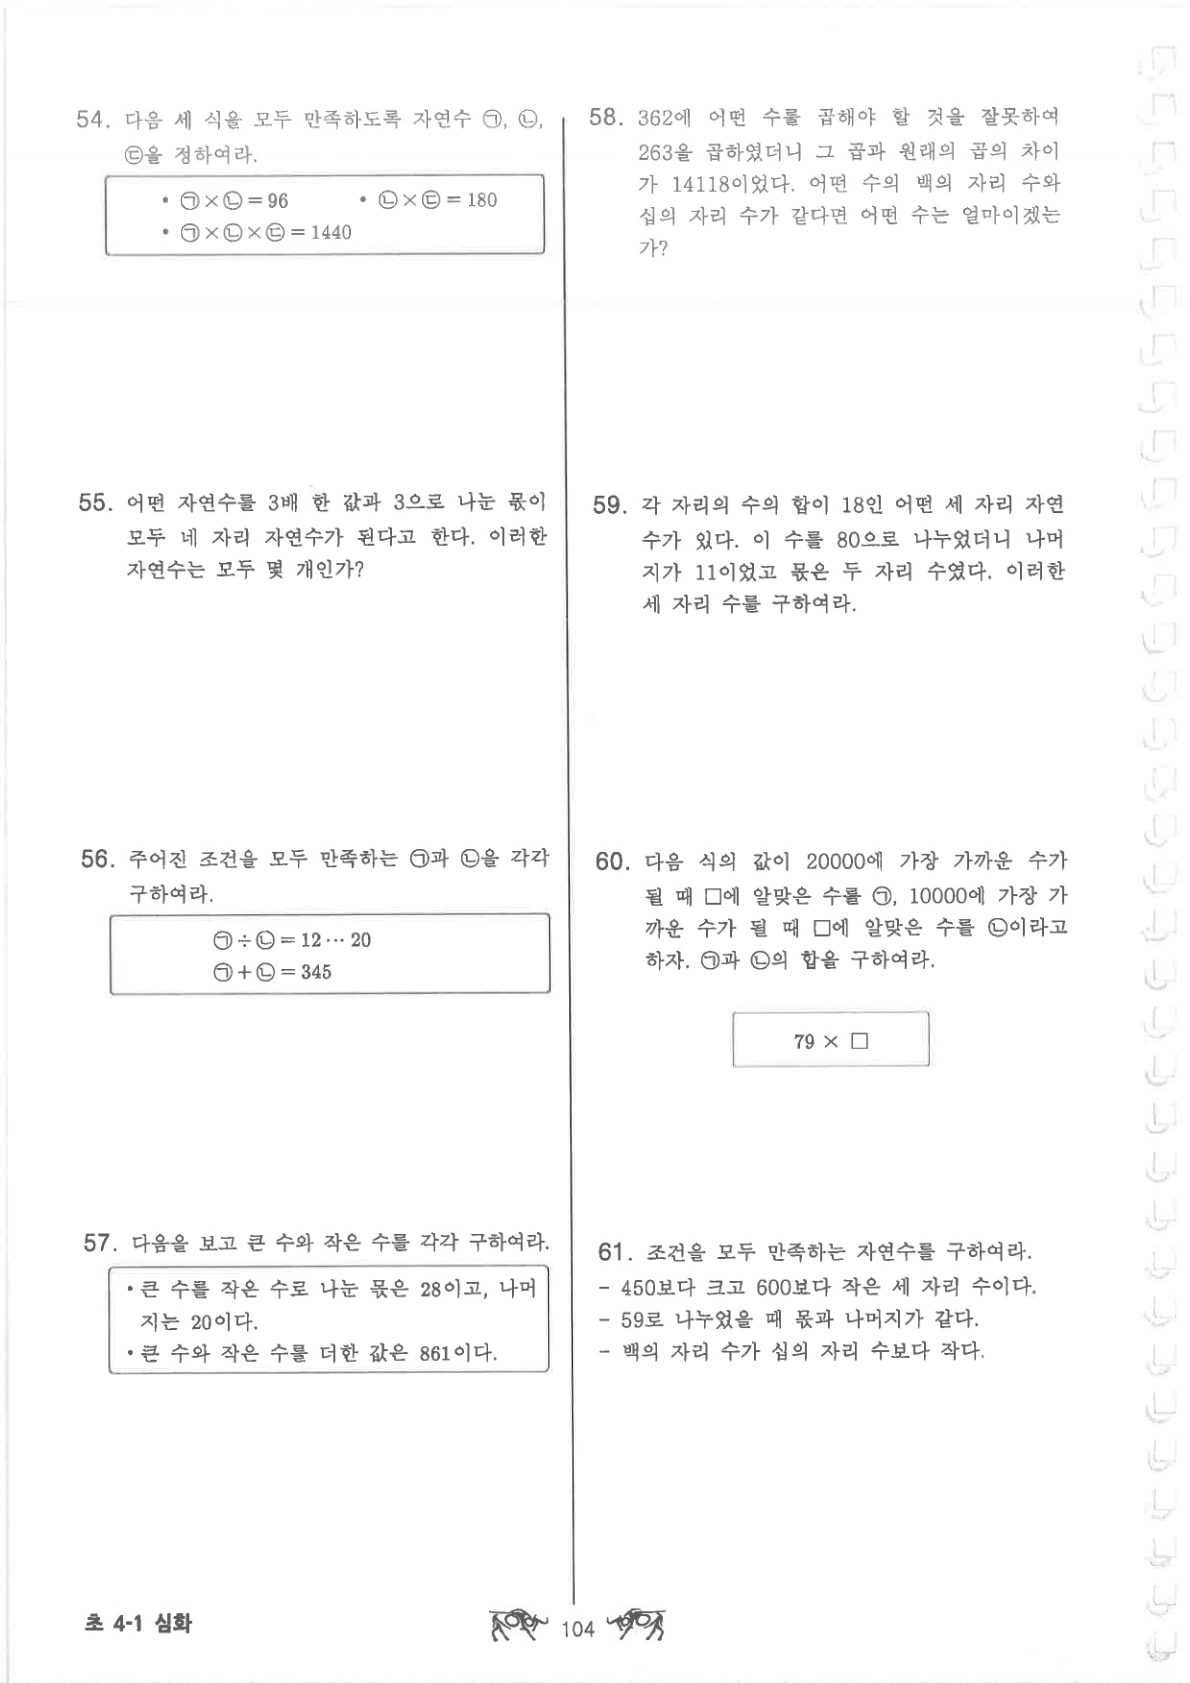 54. 다음 세 식을 모두 만족하도록 자연수 ㉠, ㉡,
㉢을 정하여라.
• ㉠×㉡=96 • ㉡×㉢=180
• ㉠×㉡×㉢=1440
55. 어떤 자연수를 3배 한 값과 3으로 나눈 몫이
모두 네 자리 자연수가 된다고 한다. 이러한
자연수는 모두 몇 개인가?
56. 주어진 조건을 모두 만족하는 ㉠과 ㉡을 각각
구하여라.
㉠÷㉡=12…20
㉠+㉡=345
57. 다음을 보고 큰 수와 작은 수를 각각 구하여라.
• 큰 수를 작은 수로 나눈 몫은 28이고, 나머
지는 20이다.
• 큰 수와 작은 수를 더한 값은 861이다.
58. 362에 어떤 수를 곱해야 할 것을 잘못하여
263을 곱하였더니 그 곱과 원래의 곱의 차이
가 14118이었다. 어떤 수의 백의 자리 수와
십의 자리 수가 같다면 어떤 수는 얼마이겠는
가?
59. 각 자리의 수의 합이 18인 어떤 세 자리 자연
수가 있다. 이 수를 80으로 나누었더니 나머
지가 11이었고 몫은 두 자리 수였다. 이러한
세 자리 수를 구하여라.
60. 다음 식의 값이 20000에 가장 가까운 수가
될 때 □에 알맞은 수를 ㉠, 10000에 가장 가
까운 수가 될 때 □에 알맞은 수를 ㉡이라고
하자. ㉠과 ㉡의 합을 구하여라.
79 × □
61. 조건을 모두 만족하는 자연수를 구하여라.
- 450보다 크고 600보다 작은 세 자리 수이다.
- 59로 나누었을 때 몫과 나머지가 같다.
- 백의 자리 수가 십의 자리 수보다 작다.
초 4-1 심화
104